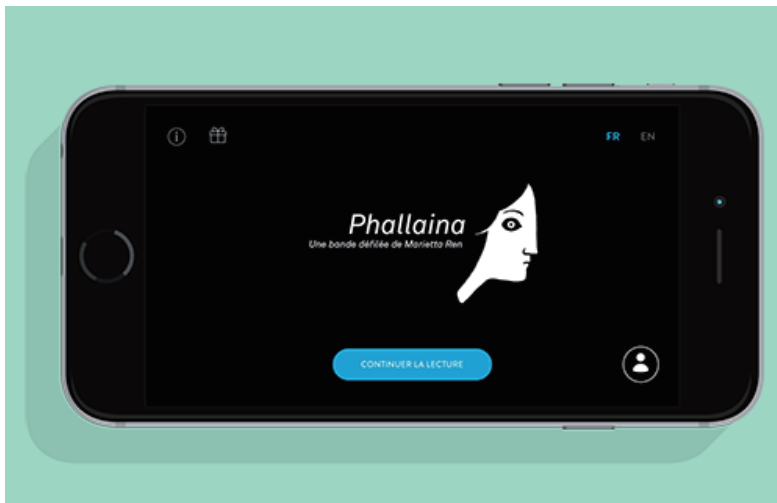 FR EN
Phallaina
Une bande défilée de Marietta Ren
CONTINUER LA LECTURE